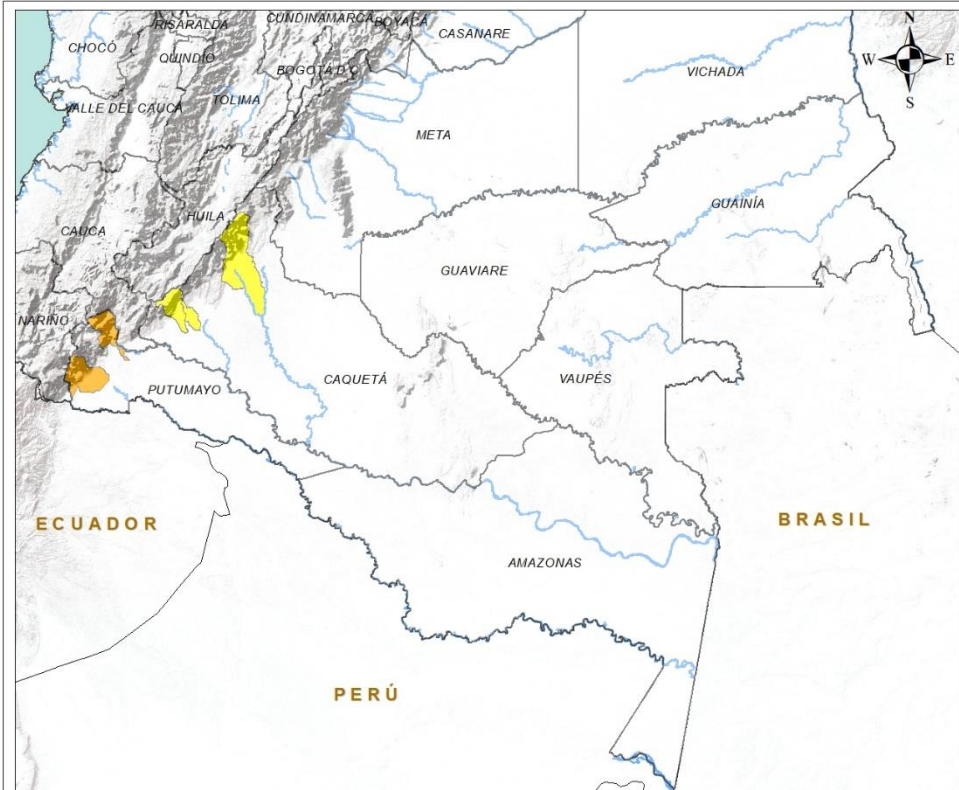 RISARALDA
CUNDINAMARCA
BOYACÁ
CASANARE
CHOCÓ
QUINDIO
BOGOTÁ D.C.
VICHADA
N
W
E
S
VALLE DEL CAUCA
TOLIMA
META
HUILA
GUAINÍA
CAUCA
GUAVIARE
NARIÑO
PUTUMAYO
CAQUETÁ
VAUPÉS
ECUADOR
BRASIL
AMAZONAS
PERÚ